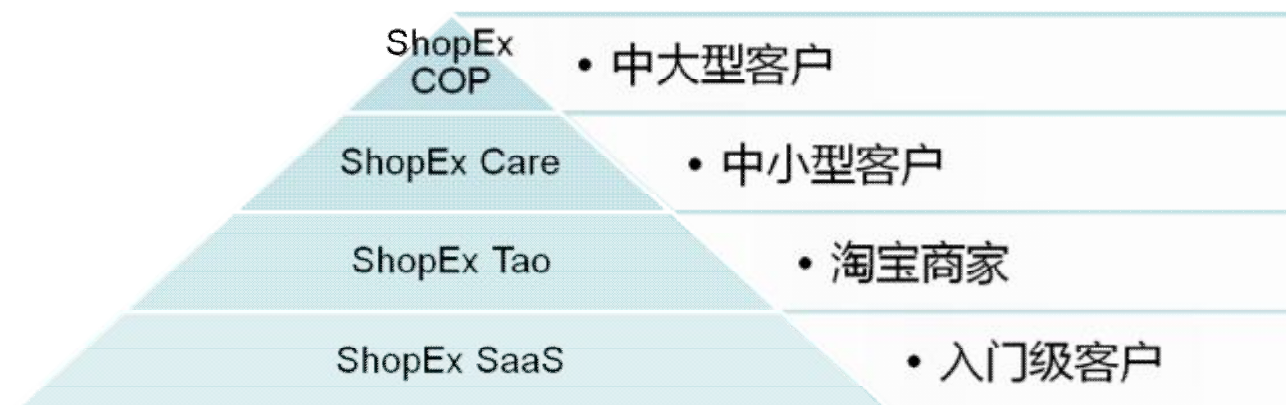 ShopEx
COP
• 中大型客户
ShopEx Care
• 中小型客户
ShopEx Tao
• 淘宝商家
ShopEx SaaS
• 入门级客户